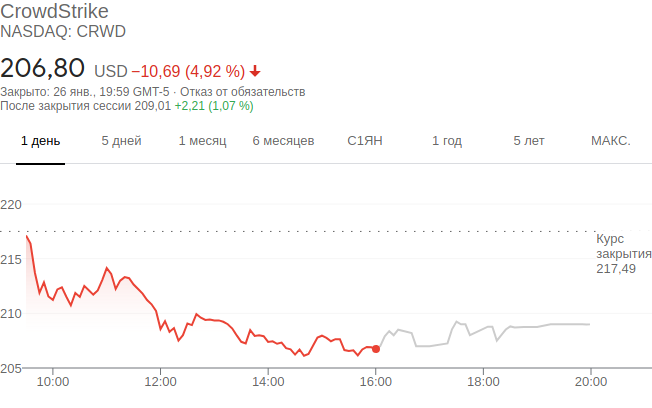 CrowdStrike
NASDAQ: CRWD
206,80 USD −10,69 (4,92 %)
Закрыто: 26 янв., 19:59 GMT-5 · Отказ от обязательств
После закрытия сессии 209,01 +2,21 (1,07 %)
1 день 5 дней 1 месяц 6 месяцев С1ЯН 1 год 5 лет МАКС.
220
Курс
закрытия
217,49
215
210
205
10:00 12:00 14:00 16:00 18:00 20:00